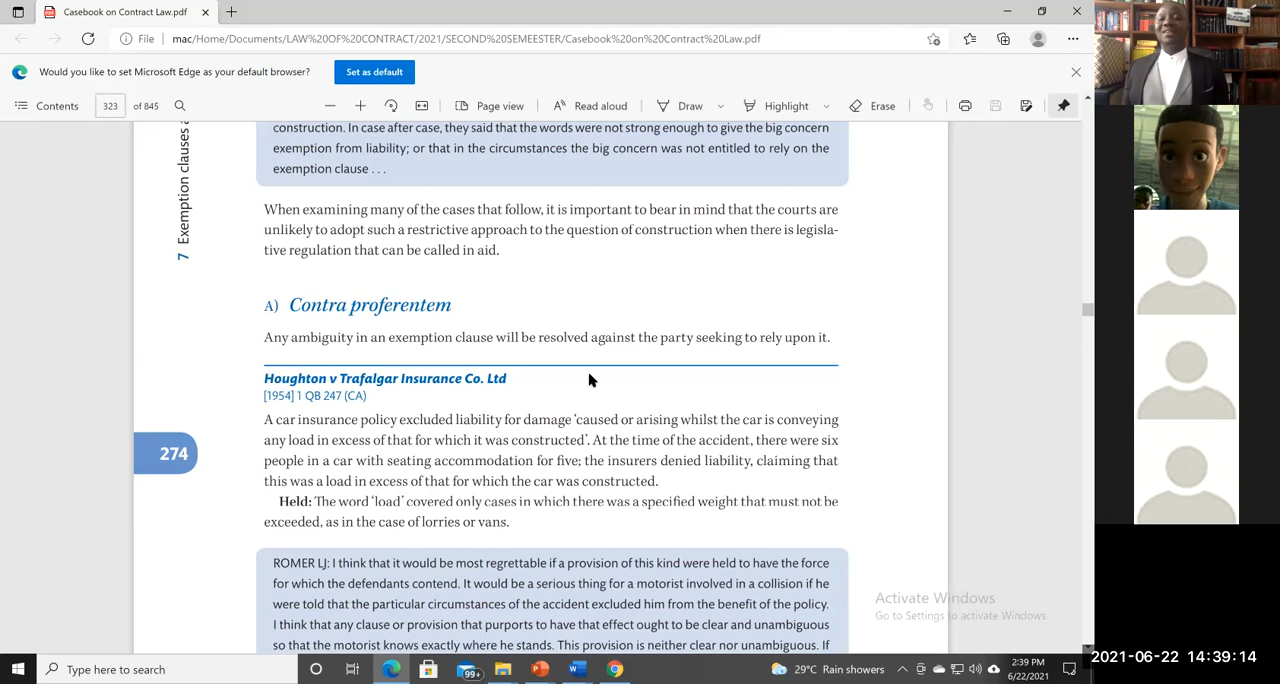 Casebook on Contract Law.pdf
File
mac/Home/Documents/LAW%20OF%20CONTRACT/2021/SECOND%20SEMEESTER/Casebook%20on%20Contract%20Law.pdf
Would you like to set Microsoft Edge as your default browser?
Set as default
Contents
323
of 845
Page view
Read aloud
Draw
Highlight
Erase
construction. In case after case, they said that the words were not strong enough to give the big concern
exemption from liability; or that in the circumstances the big concern was not entitled to rely on the
exemption clause . . .
7 Exemption clauses
When examining many of the cases that follow, it is important to bear in mind that the courts are
unlikely to adopt such a restrictive approach to the question of construction when there is legisla-
tive regulation that can be called in aid.
A) Contra proferentem
Any ambiguity in an exemption clause will be resolved against the party seeking to rely upon it.
Houghton v Trafalgar Insurance Co. Ltd
[1954] 1 QB 247 (CA)
A car insurance policy excluded liability for damage ‘caused or arising whilst the car is conveying
any load in excess of that for which it was constructed’. At the time of the accident, there were six
people in a car with seating accommodation for five; the insurers denied liability, claiming that
this was a load in excess of that for which the car was constructed.
274
Held: The word ‘load’ covered only cases in which there was a specified weight that must not be
exceeded, as in the case of lorries or vans.
ROMER LJ: I think that it would be most regrettable if a provision of this kind were held to have the force
for which the defendants contend. It would be a serious thing for a motorist involved in a collision if he
were told that the particular circumstances of the accident excluded him from the benefit of the policy.
I think that any clause or provision that purports to have that effect ought to be clear and unambiguous
so that the motorist knows exactly where he stands. This provision is neither clear nor unambiguous. If
Activate Windows
Go to Settings to activate Windows
Type here to search
99+
29°C Rain showers
2:39 PM
6/22/2021
2021-06-22 14:39:14